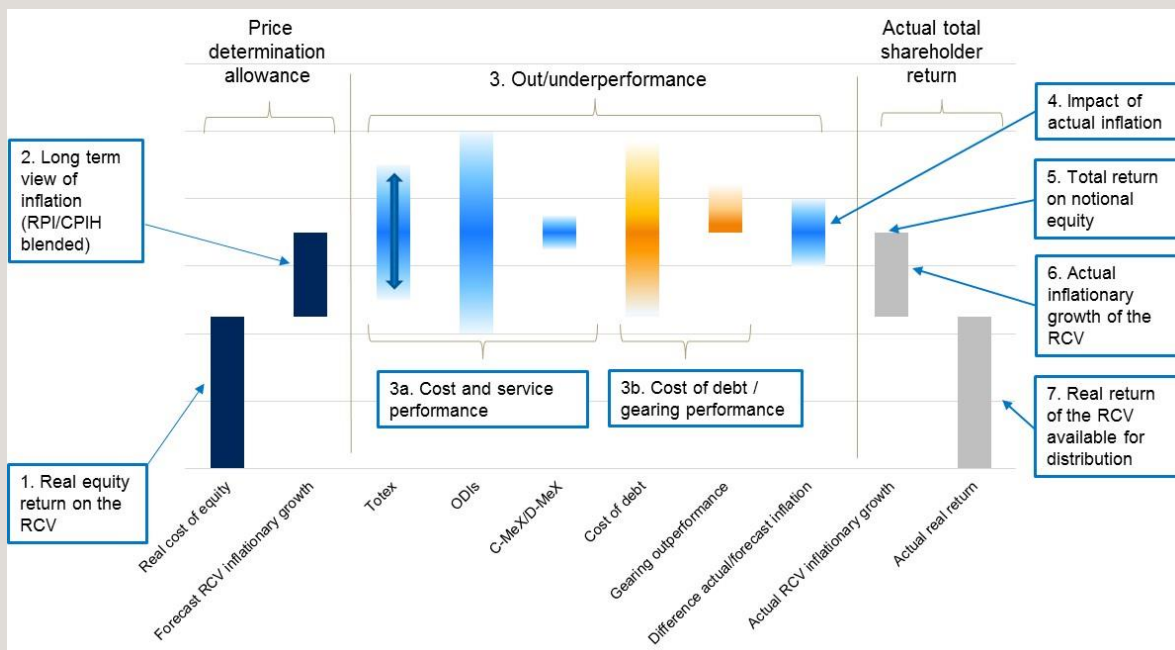 Price
determination
allowance
3. Out/underperformance
Actual total
shareholder
return
2. Long term
view of
inflation
(RPI/CPIH
blended)
1. Real equity
return on the
RCV
3a. Cost and service
performance
3b. Cost of debt /
gearing performance
4. Impact of
actual inflation
5. Total return
on notional
equity
6. Actual
inflationary
growth of the
RCV
7. Real return
of the RCV
available for
distribution
Real cost of equity
Forecast RCV inflationary growth
Totex
ODIs
C-MeX/D-MeX
Cost of debt
Gearing outperformance
Difference actual/forecast inflation
Actual RCV inflationary growth
Actual real return